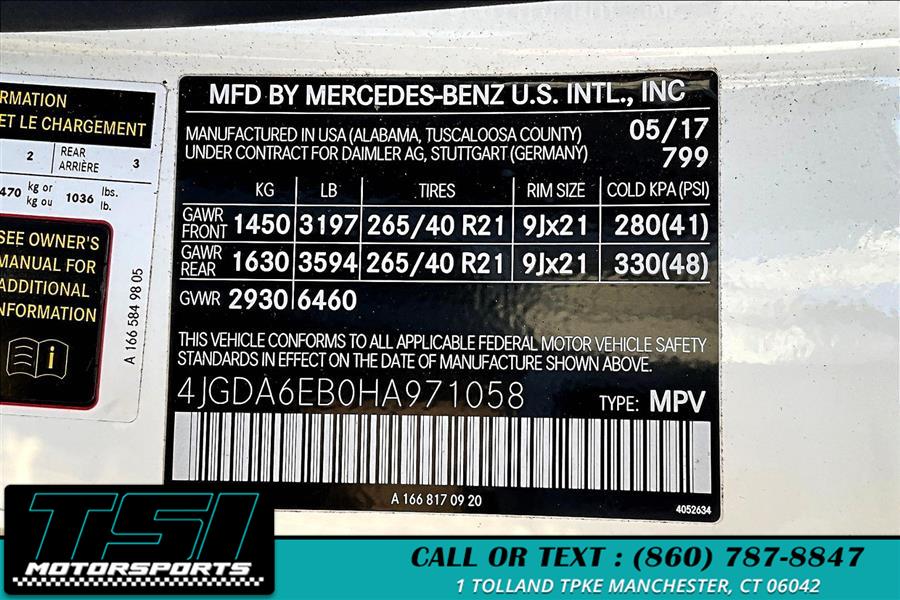 RMATION
ET LE CHARGEMENT
2 REAR ARRIÈRE 3
470 kg or kg ou 1036 lbs. lb.
SEE OWNER'S
MANUAL FOR
ADDITIONAL
INFORMATION
i
A 166 584 98 05
MFD BY MERCEDES-BENZ U.S. INTL., INC
MANUFACTURED IN USA (ALABAMA, TUSCALOOSA COUNTY) 05/17
UNDER CONTRACT FOR DAIMLER AG, STUTTGART (GERMANY) 799
KG LB TIRES RIM SIZE COLD KPA (PSI)
GAWR FRONT 1450 3197 265/40 R21 9Jx21 280(41)
GAWR REAR 1630 3594 265/40 R21 9Jx21 330(48)
GVWR 2930 6460
THIS VEHICLE CONFORMS TO ALL APPLICABLE FEDERAL MOTOR VEHICLE SAFETY
STANDARDS IN EFFECT ON THE DATE OF MANUFACTURE SHOWN ABOVE.
4JGDA6EB0HA971058 TYPE: MPV
A 166 817 09 20
4052634
TSI
MOTORSPORTS
CALL OR TEXT : (860) 787-8847
1 TOLLAND TPKE MANCHESTER, CT 06042